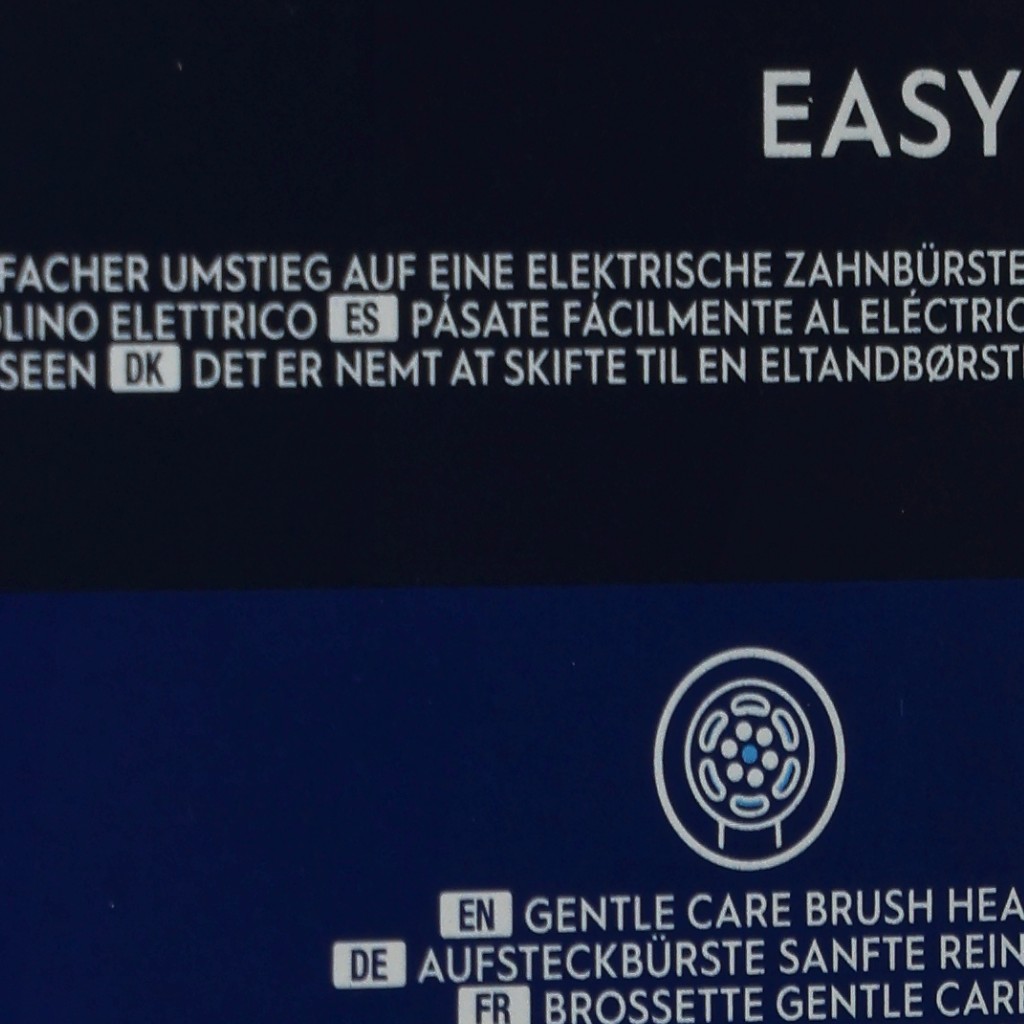 EASY
FACHER UMSTIEG AUF EINE ELEKTRISCHE ZAHNBÜRSTE
LINO ELETTRICO ES PÁSATE FÁCILMENTE AL ELÉCTRIC
SEEN DK DET ER NEMT AT SKIFTE TIL EN ELTANDBØRST
EN GENTLE CARE BRUSH HEA
DE AUFSTECKBÜRSTE SANFTE REIN
FR BROSSETTE GENTLE CARE